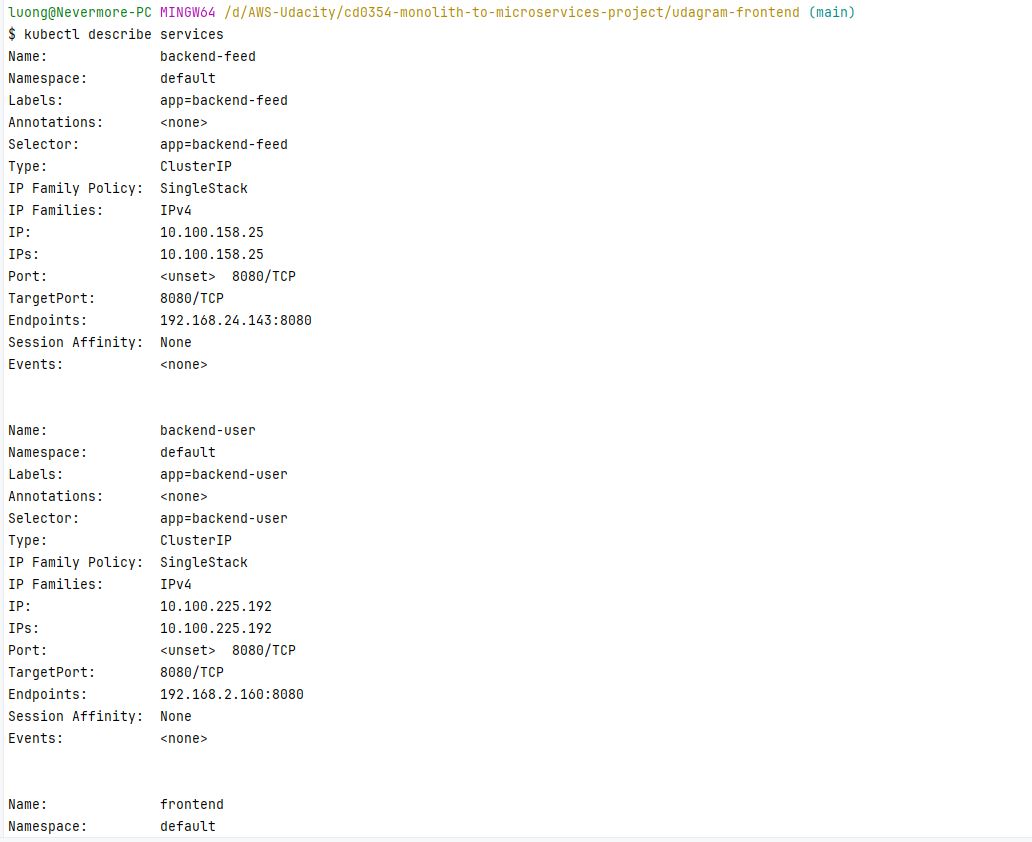 luong@Nevermore-PC MINGW64 /d/AWS-Udacity/cd0354-monolith-to-microservices-project/udagram-frontend (main)
$ kubectl describe services
Name:              backend-feed
Namespace:         default
Labels:            app=backend-feed
Annotations:       <none>
Selector:          app=backend-feed
Type:              ClusterIP
IP Family Policy:  SingleStack
IP Families:       IPv4
IP:                10.100.158.25
IPs:               10.100.158.25
Port:              <unset>  8080/TCP
TargetPort:        8080/TCP
Endpoints:         192.168.24.143:8080
Session Affinity:  None
Events:            <none>
Name:              backend-user
Namespace:         default
Labels:            app=backend-user
Annotations:       <none>
Selector:          app=backend-user
Type:              ClusterIP
IP Family Policy:  SingleStack
IP Families:       IPv4
IP:                10.100.225.192
IPs:               10.100.225.192
Port:              <unset>  8080/TCP
TargetPort:        8080/TCP
Endpoints:         192.168.2.160:8080
Session Affinity:  None
Events:            <none>
Name:              frontend
Namespace:         default